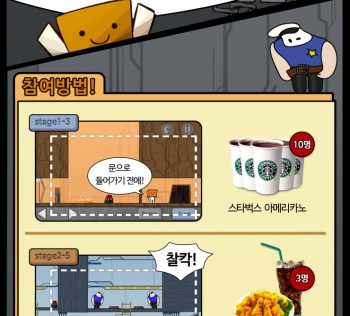 참여방법!
stage1-3
문으로
들어가기 전에!
10명
스타벅스 아메리카노
stage2-5
찰칵!
3명